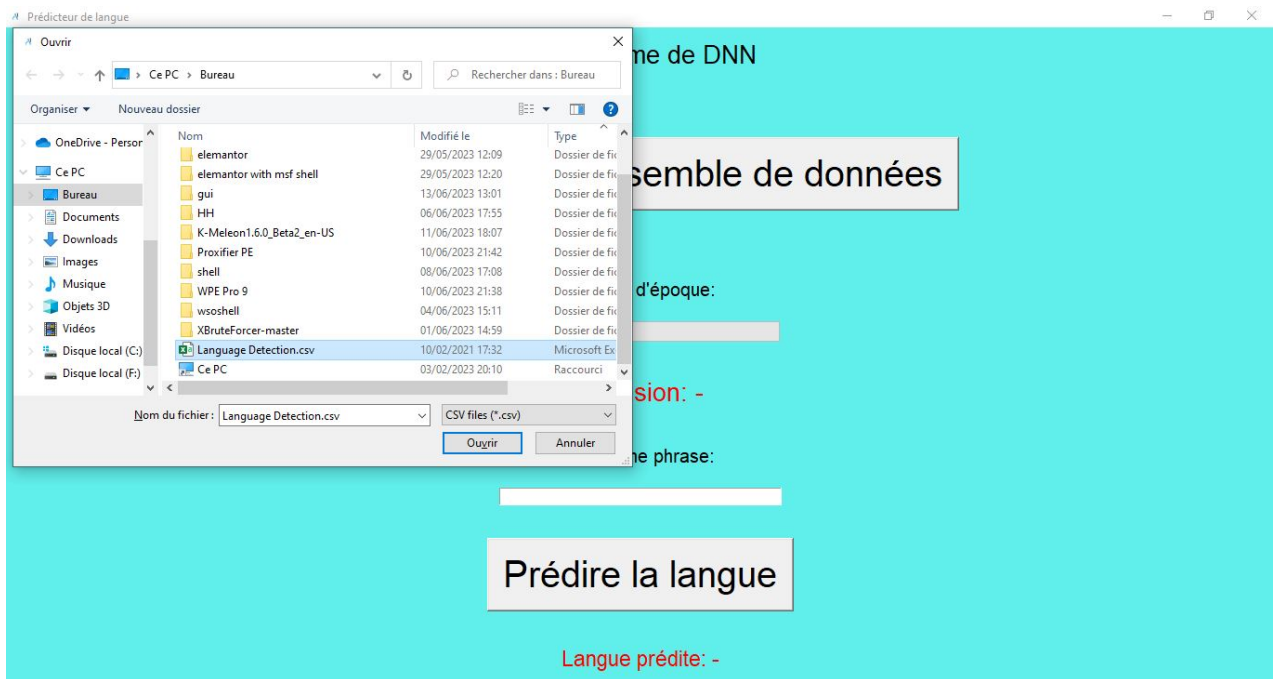 Prédicteur de langue
Ouvrir
me de DNN
Ce PC > Bureau
Rechercher dans : Bureau
Organiser
Nouveau dossier
OneDrive - Person
Ce PC
Bureau
Documents
Downloads
Images
Musique
Objets 3D
Vidéos
Disque local (C:)
Disque local (F:)
Nom Modifié le Type
elemantor 29/05/2023 12:09 Dossier de fic
elemantor with msf shell 29/05/2023 12:20 Dossier de fic
gui 13/06/2023 13:01 Dossier de fic
HH 06/06/2023 17:55 Dossier de fic
K-Meleon1.6.0_Beta2_en-US 11/06/2023 18:07 Dossier de fic
Proxifier PE 10/06/2023 21:42 Dossier de fic
shell 08/06/2023 17:08 Dossier de fic
WPE Pro 9 10/06/2023 21:38 Dossier de fic
wsoshell 04/06/2023 15:11 Dossier de fic
XBruteForcer-master 01/06/2023 14:59 Dossier de fic
Language Detection.csv 10/02/2021 17:32 Microsoft Ex
Ce PC 03/02/2023 20:10 Raccourci
Nom du fichier : Language Detection.csv CSV files (*.csv)
Ouvrir Annuler
semble de données
d'époque:
sion: -
ne phrase:
Prédire la langue
Langue prédite: -